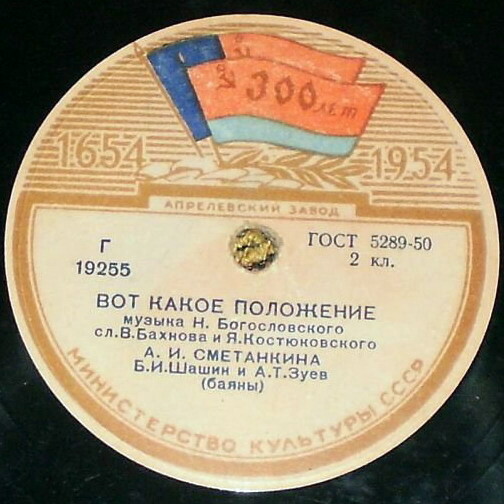 300 лет
1654 1954
АПРЕЛЕВСКИЙ ЗАВОД
Г ГОСТ 5289-50
19255 2 кл.
ВОТ КАКОЕ ПОЛОЖЕНИЕ
музыка Н. Богословского
сл. В. Бахнова и Я. Костюковского
А. И. СМЕТАНКИНА
Б. И. Шашин и А. Т. Зуев
(баяны)
МИНИСТЕРСТВО КУЛЬТУРЫ СССР